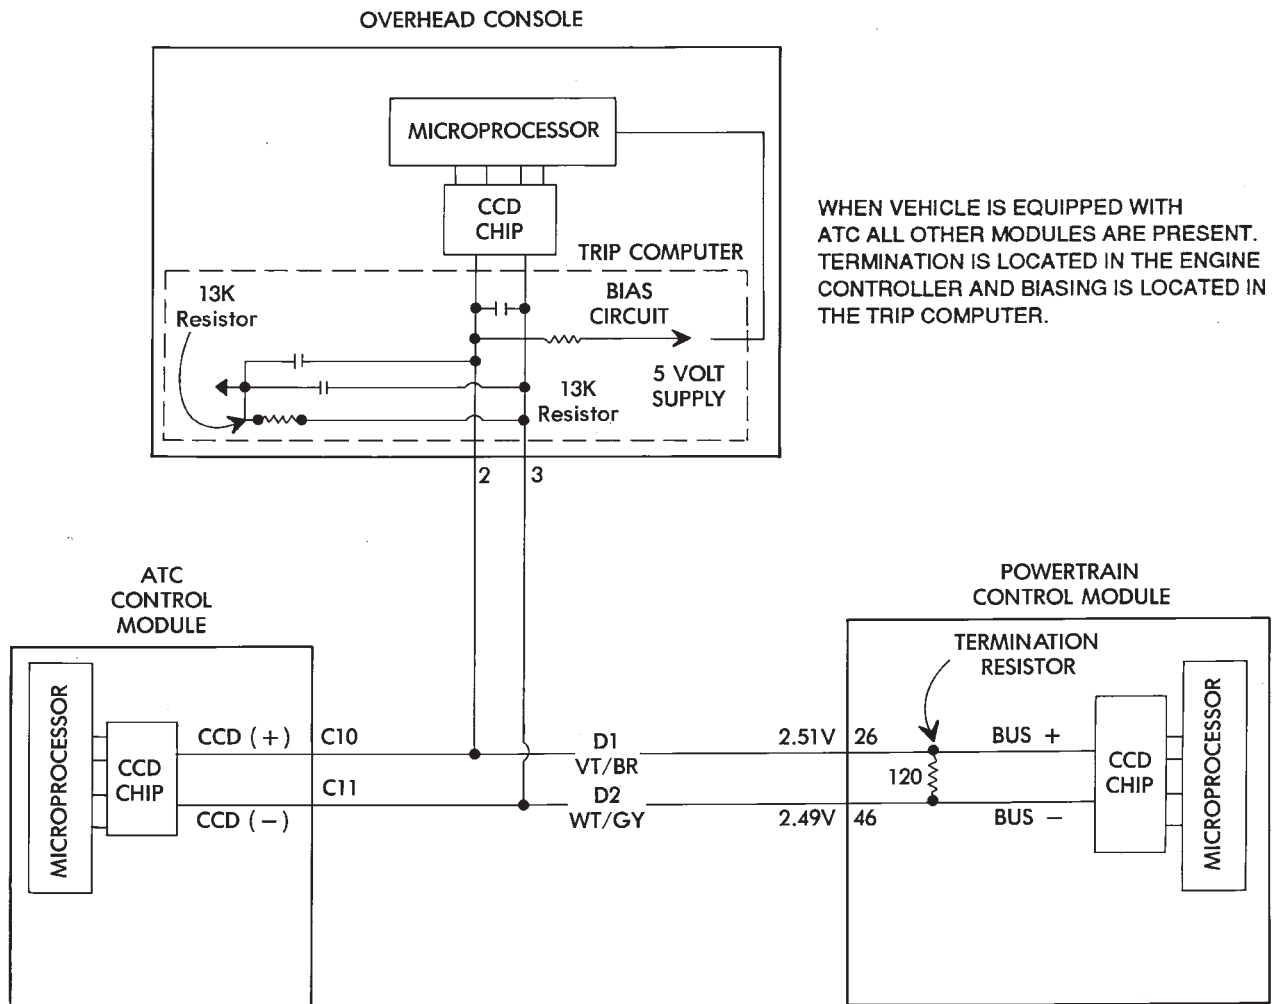 OVERHEAD CONSOLE
MICROPROCESSOR
CCD
CHIP
TRIP COMPUTER
13K
Resistor
BIAS
CIRCUIT
5 VOLT
SUPPLY
13K
Resistor
2
3
WHEN VEHICLE IS EQUIPPED WITH
ATC ALL OTHER MODULES ARE PRESENT.
TERMINATION IS LOCATED IN THE ENGINE
CONTROLLER AND BIASING IS LOCATED IN
THE TRIP COMPUTER.
ATC
CONTROL
MODULE
MICROPROCESSOR
CCD
CHIP
CCD (+)
C10
C11
CCD (−)
D1
VT/BR
D2
WT/GY
2.51V
26
2.49V
46
POWERTRAIN
CONTROL MODULE
TERMINATION
RESISTOR
120
BUS +
BUS −
CCD
CHIP
MICROPROCESSOR